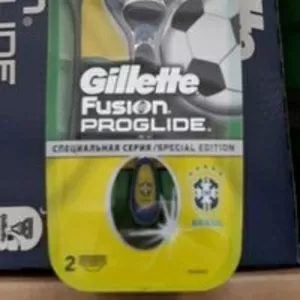 Gillette
FUSION
PROGLIDE
СПЕЦИАЛЬНАЯ СЕРИЯ/SPECIAL EDITION
BRASIL
2